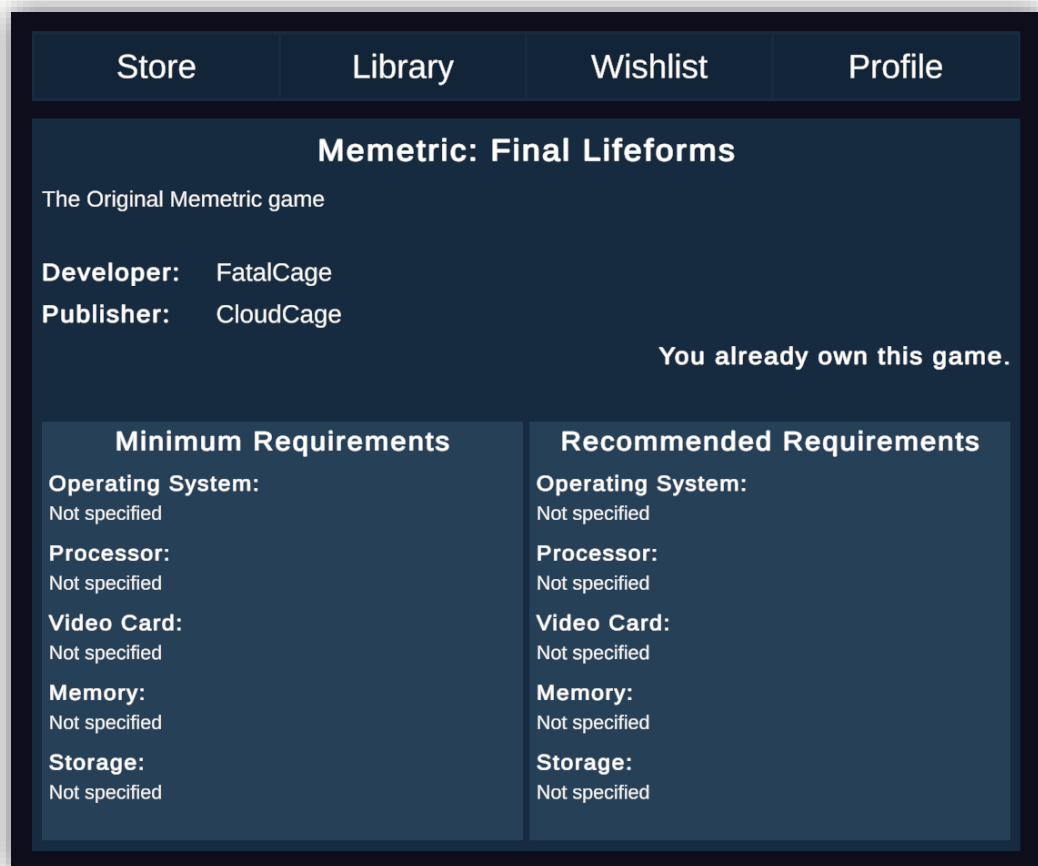 Store Library Wishlist Profile
Memetric: Final Lifeforms
The Original Memetric game
Developer: FatalCage
Publisher: CloudCage
You already own this game.
Minimum Requirements
Operating System:
Not specified
Processor:
Not specified
Video Card:
Not specified
Memory:
Not specified
Storage:
Not specified
Recommended Requirements
Operating System:
Not specified
Processor:
Not specified
Video Card:
Not specified
Memory:
Not specified
Storage:
Not specified